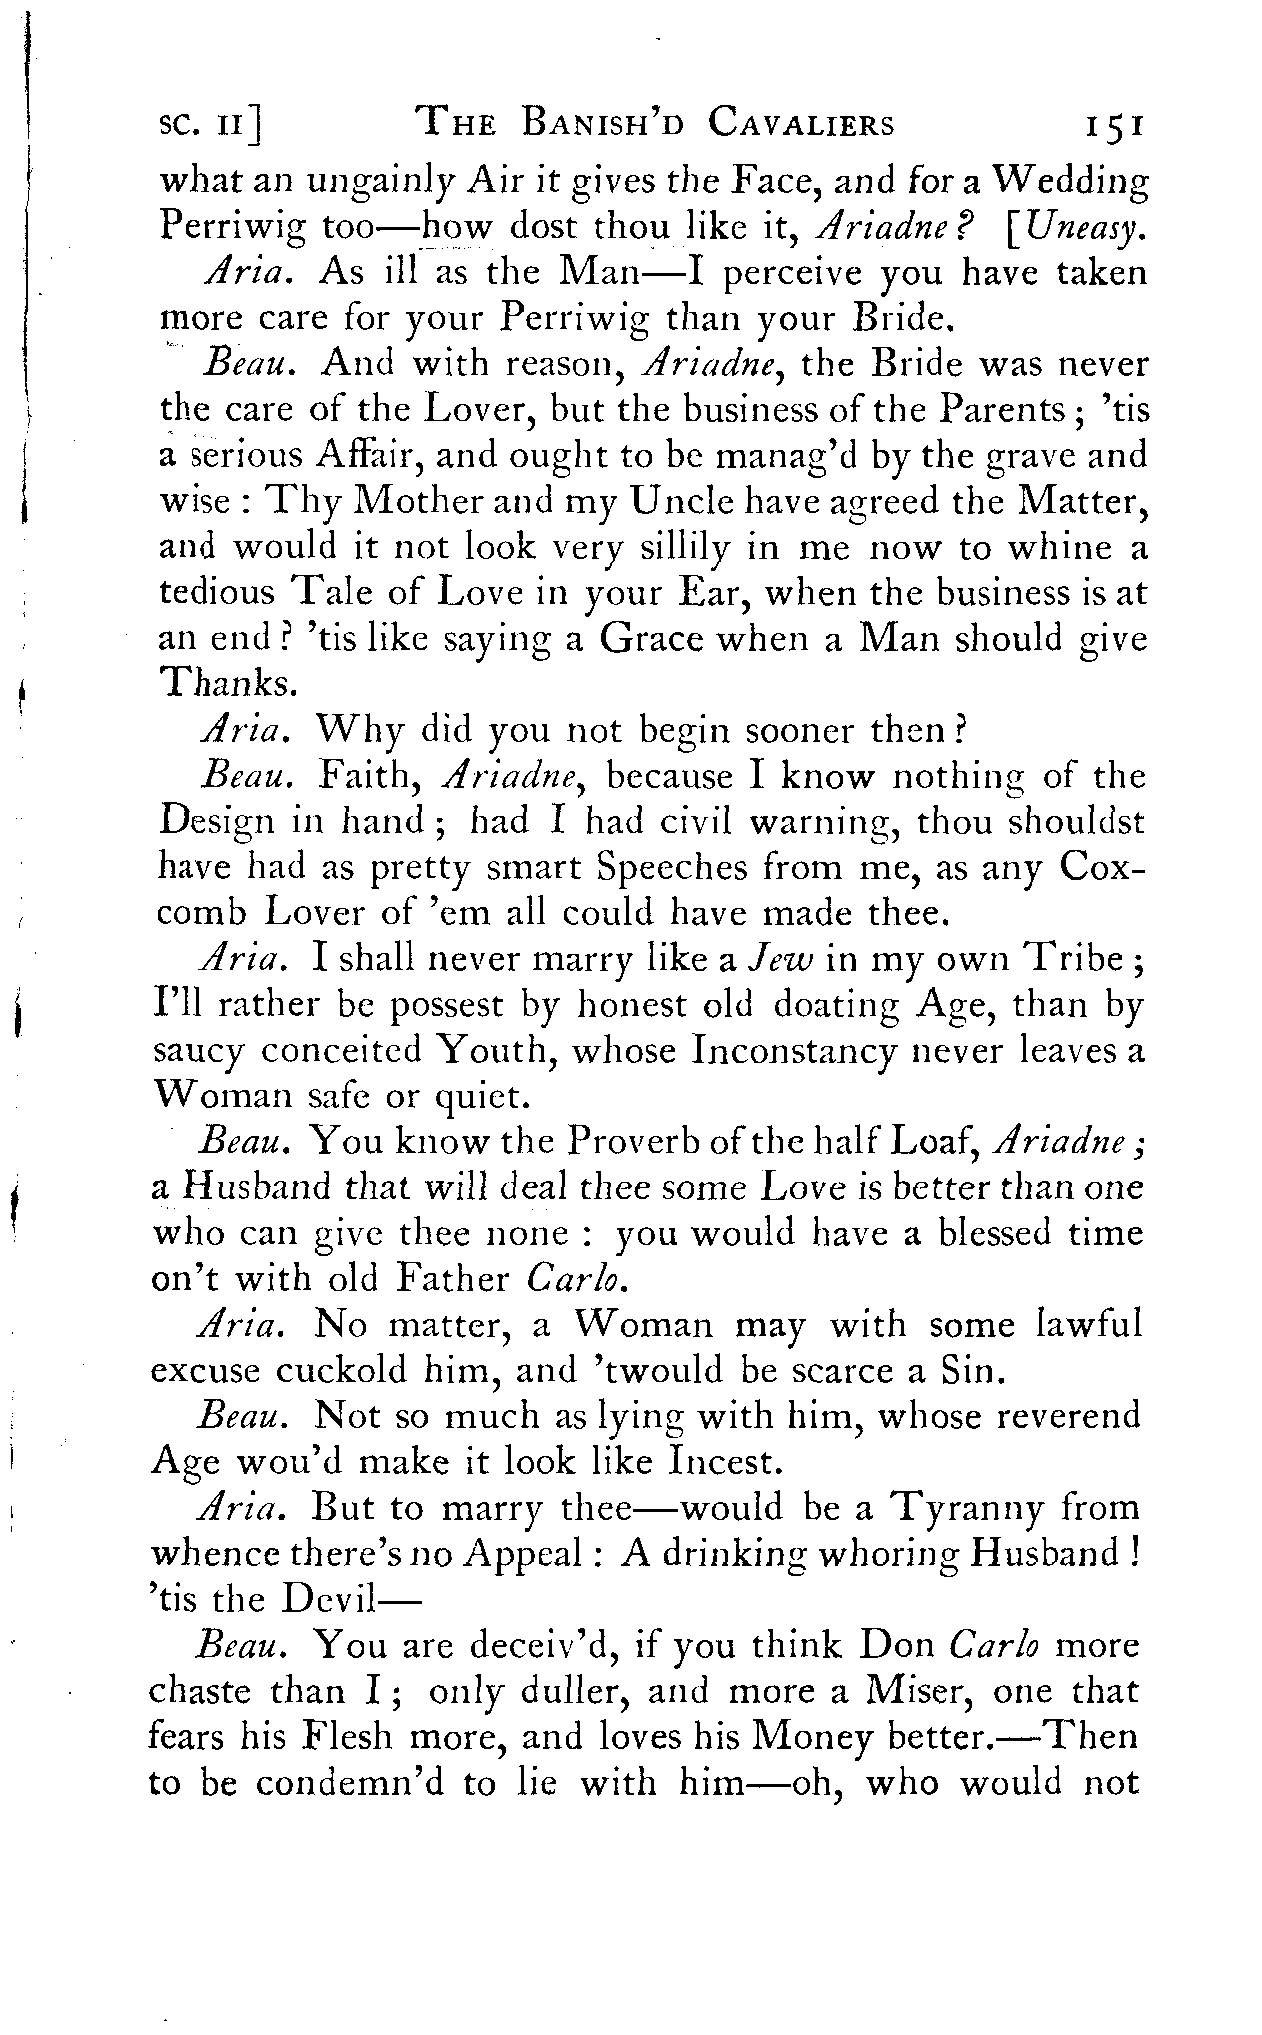 sc. II] THE BANISH'D CAVALIERS 151
what an ungainly Air it gives the Face, and for a Wedding
Perriwig too—how dost thou like it, Ariadne? [Uneasy.
Aria. As ill as the Man—I perceive you have taken
more care for your Perriwig than your Bride.
Beau. And with reason, Ariadne, the Bride was never
the care of the Lover, but the business of the Parents; 'tis
a serious Affair, and ought to be manag'd by the grave and
wise: Thy Mother and my Uncle have agreed the Matter,
and would it not look very sillily in me now to whine a
tedious Tale of Love in your Ear, when the business is at
an end? 'tis like saying a Grace when a Man should give
Thanks.
Aria. Why did you not begin sooner then?
Beau. Faith, Ariadne, because I know nothing of the
Design in hand; had I had civil warning, thou shouldst
have had as pretty smart Speeches from me, as any Cox-
comb Lover of 'em all could have made thee.
Aria. I shall never marry like a Jew in my own Tribe;
I'll rather be possest by honest old doating Age, than by
saucy conceited Youth, whose Inconstancy never leaves a
Woman safe or quiet.
Beau. You know the Proverb of the half Loaf, Ariadne;
a Husband that will deal thee some Love is better than one
who can give thee none: you would have a blessed time
on't with old Father Carlo.
Aria. No matter, a Woman may with some lawful
excuse cuckold him, and 'twould be scarce a Sin.
Beau. Not so much as lying with him, whose reverend
Age wou'd make it look like Incest.
Aria. But to marry thee—would be a Tyranny from
whence there's no Appeal: A drinking whoring Husband!
'tis the Devil—
Beau. You are deceiv'd, if you think Don Carlo more
chaste than I; only duller, and more a Miser, one that
fears his Flesh more, and loves his Money better.—Then
to be condemn'd to lie with him—oh, who would not